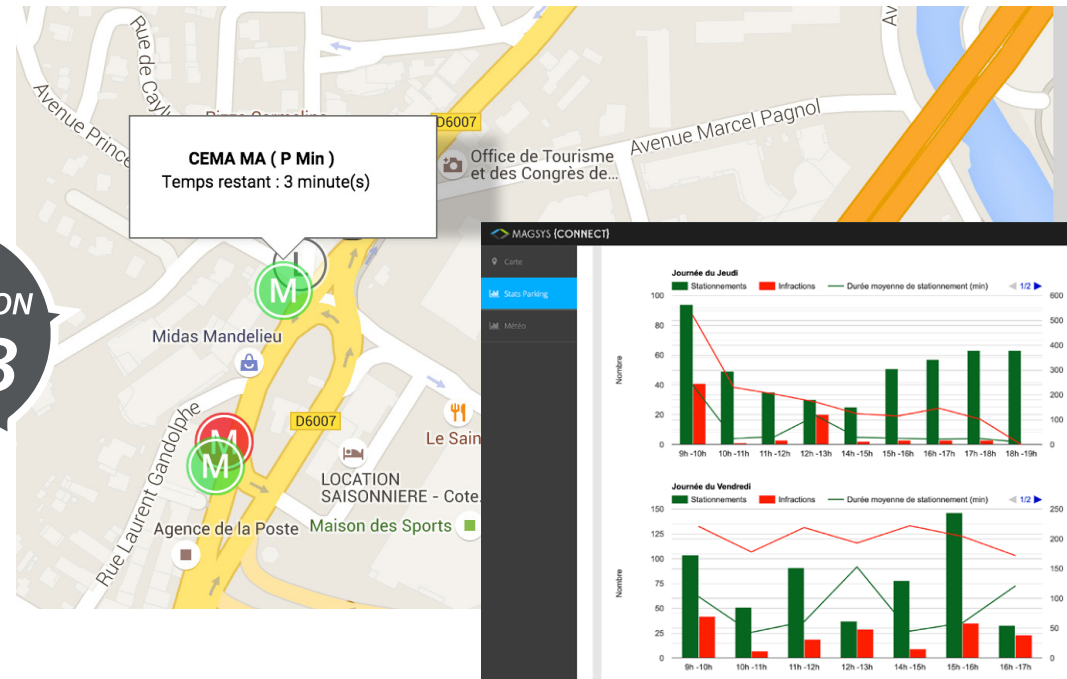 Rue de Cayl
Avenue Prince
D6007
Avenue Marcel Pagnol
Av
CEMA MA ( P Min )
Temps restant : 3 minute(s)
Office de Tourisme
et des Congrès de...
L
M
ON
3
Midas Mandelieu
D6007
M
M
Le Sain
LOCATION
SAISONNIERE - Cote.
Rue Laurent Gandolphe
Agence de la Poste
Maison des Sports
MAGSYS {CONNECT}
Carte
Stats Parking
Météo
Journée du Jeudi
Stationnements Infractions Durée moyenne de stationnement (min) 1/2
Nombre
100 600
500
80
400
60
300
40
200
20
100
0 0
9h -10h 10h -11h 11h -12h 12h -13h 14h -15h 15h -16h 16h -17h 17h -18h 18h -19h
Journée du Vendredi
Stationnements Infractions Durée moyenne de stationnement (min) 1/2
Nombre
150 250
125
200
100
150
75
100
50
50
25
0 0
9h -10h 10h -11h 11h -12h 12h -13h 14h -15h 15h -16h 16h -17h